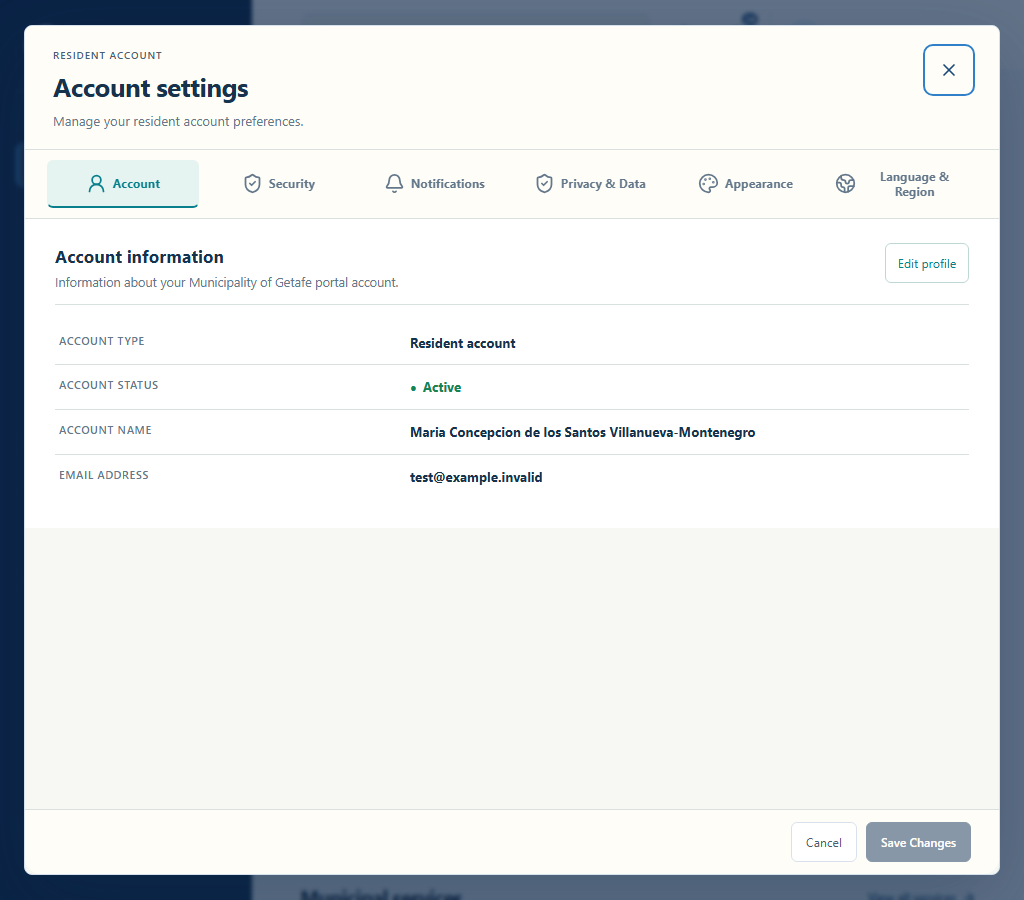 RESIDENT ACCOUNT
Account settings
Manage your resident account preferences.
Account
Security
Notifications
Privacy & Data
Appearance
Language &
Region
Account information
Edit profile
Information about your Municipality of Getafe portal account.
ACCOUNT TYPE
Resident account
ACCOUNT STATUS
• Active
ACCOUNT NAME
Maria Concepcion de los Santos Villanueva-Montenegro
EMAIL ADDRESS
test@example.invalid
Cancel
Save Changes
Municipal services